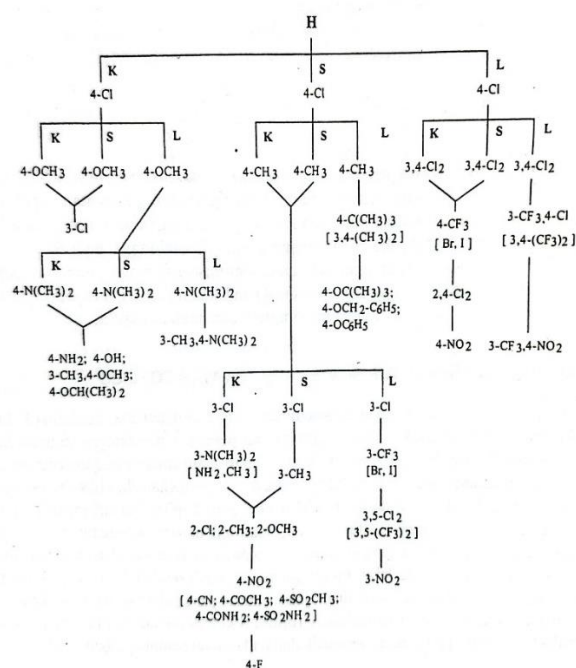 H
K S L
4-Cl 4-Cl 4-Cl
K S L K S L K S L
4-OCH3 4-OCH3 4-OCH3 4-CH3 4-CH3 4-CH3 3,4-Cl2 3,4-Cl2 3,4-Cl2
3-Cl 4-C(CH3)3 4-CF3 3-CF3,4-Cl
[3,4-(CH3)2] [Br, I] [3,4-(CF3)2]
K S L
4-N(CH3)2 4-N(CH3)2 4-N(CH3)2 4-OC(CH3)3; 2,4-Cl2
4-OCH2-C6H5;
4-OC6H5
3-CH3,4-N(CH3)2 4-NO2 3-CF3,4-NO2
4-NH2; 4-OH;
3-CH3,4-OCH3;
4-OCH(CH3)2
K S L
3-Cl 3-Cl 3-Cl
3-N(CH3)2 3-CF3
[NH2,CH3] 3-CH3 [Br, I]
2-Cl; 2-CH3; 2-OCH3 3,5-Cl2
[3,5-(CF3)2]
4-NO2 3-NO2
[4-CN; 4-COCH3; 4-SO2CH3;
4-CONH2; 4-SO2NH2]
4-F